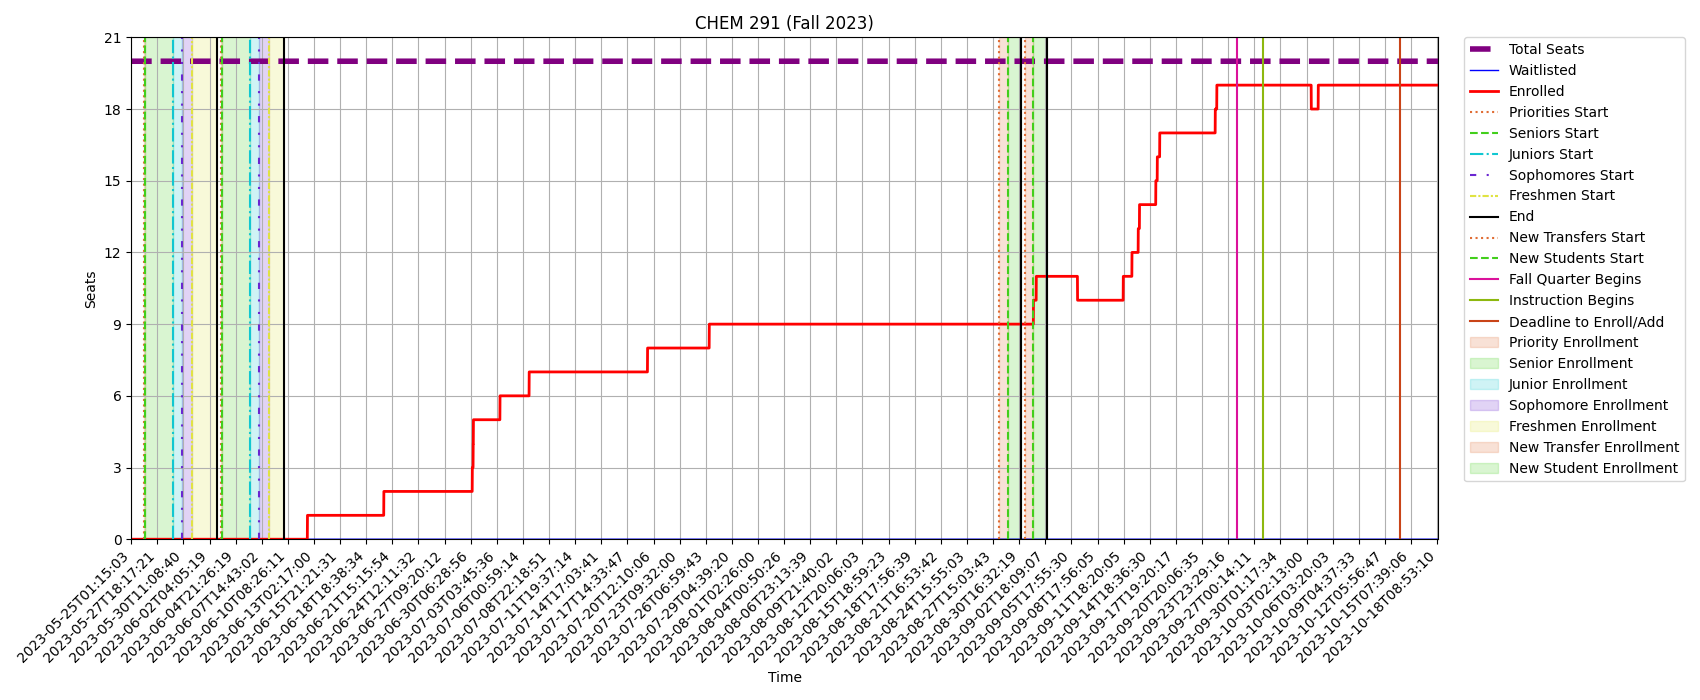 CHEM 291 (Fall 2023)
21
18
15
12
9
6
3
0
Seats
2023-05-25T01:15:03
2023-05-27T18:17:21
2023-05-30T11:08:40
2023-06-02T04:05:19
2023-06-04T21:26:19
2023-06-07T14:43:02
2023-06-10T08:26:11
2023-06-13T02:17:00
2023-06-15T21:21:31
2023-06-18T18:38:34
2023-06-21T15:15:54
2023-06-24T12:11:32
2023-06-27T09:20:12
2023-06-30T06:28:56
2023-07-03T03:45:36
2023-07-06T00:59:14
2023-07-08T22:18:51
2023-07-11T19:37:14
2023-07-14T17:03:41
2023-07-17T14:33:47
2023-07-20T12:10:06
2023-07-23T09:32:00
2023-07-26T06:59:43
2023-07-29T04:39:20
2023-08-01T02:26:00
2023-08-04T00:50:26
2023-08-06T23:13:39
2023-08-09T21:40:02
2023-08-12T20:06:03
2023-08-15T18:59:23
2023-08-18T17:56:39
2023-08-21T16:53:42
2023-08-24T15:55:03
2023-08-27T15:03:43
2023-08-30T16:32:19
2023-09-02T18:09:07
2023-09-05T17:55:30
2023-09-08T17:56:05
2023-09-11T18:20:05
2023-09-14T18:36:30
2023-09-17T19:20:17
2023-09-20T20:06:35
2023-09-23T23:29:16
2023-09-27T00:14:11
2023-09-30T01:17:34
2023-10-03T02:13:00
2023-10-06T03:20:03
2023-10-09T04:37:33
2023-10-12T05:56:47
2023-10-15T07:39:06
2023-10-18T08:53:10
Time
Total Seats
Waitlisted
Enrolled
Priorities Start
Seniors Start
Juniors Start
Sophomores Start
Freshmen Start
End
New Transfers Start
New Students Start
Fall Quarter Begins
Instruction Begins
Deadline to Enroll/Add
Priority Enrollment
Senior Enrollment
Junior Enrollment
Sophomore Enrollment
Freshmen Enrollment
New Transfer Enrollment
New Student Enrollment